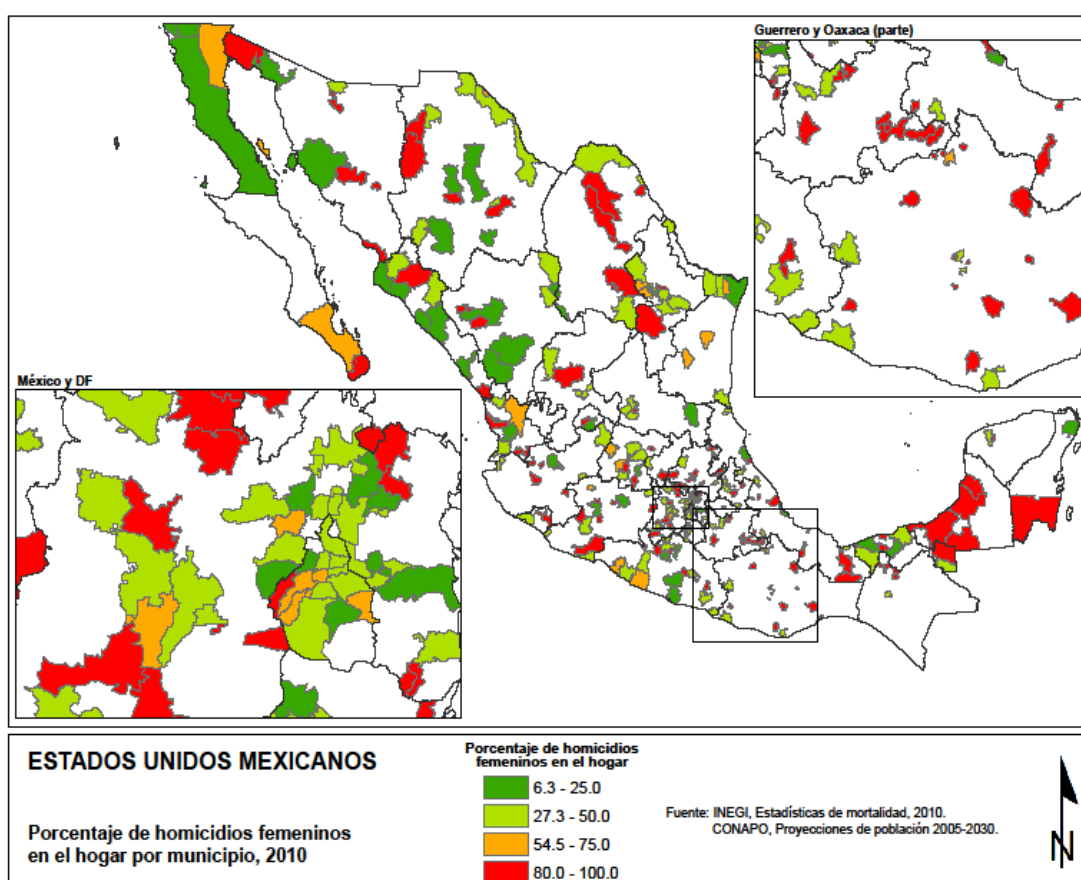 Guerrero y Oaxaca (parte)
México y DF
ESTADOS UNIDOS MEXICANOS
Porcentaje de homicidios femeninos
en el hogar por municipio, 2010
Porcentaje de homicidios
femeninos en el hogar
6.3 - 25.0
27.3 - 50.0
54.5 - 75.0
80.0 - 100.0
Fuente: INEGI, Estadísticas de mortalidad, 2010.
CONAPO, Proyecciones de población 2005-2030.
N